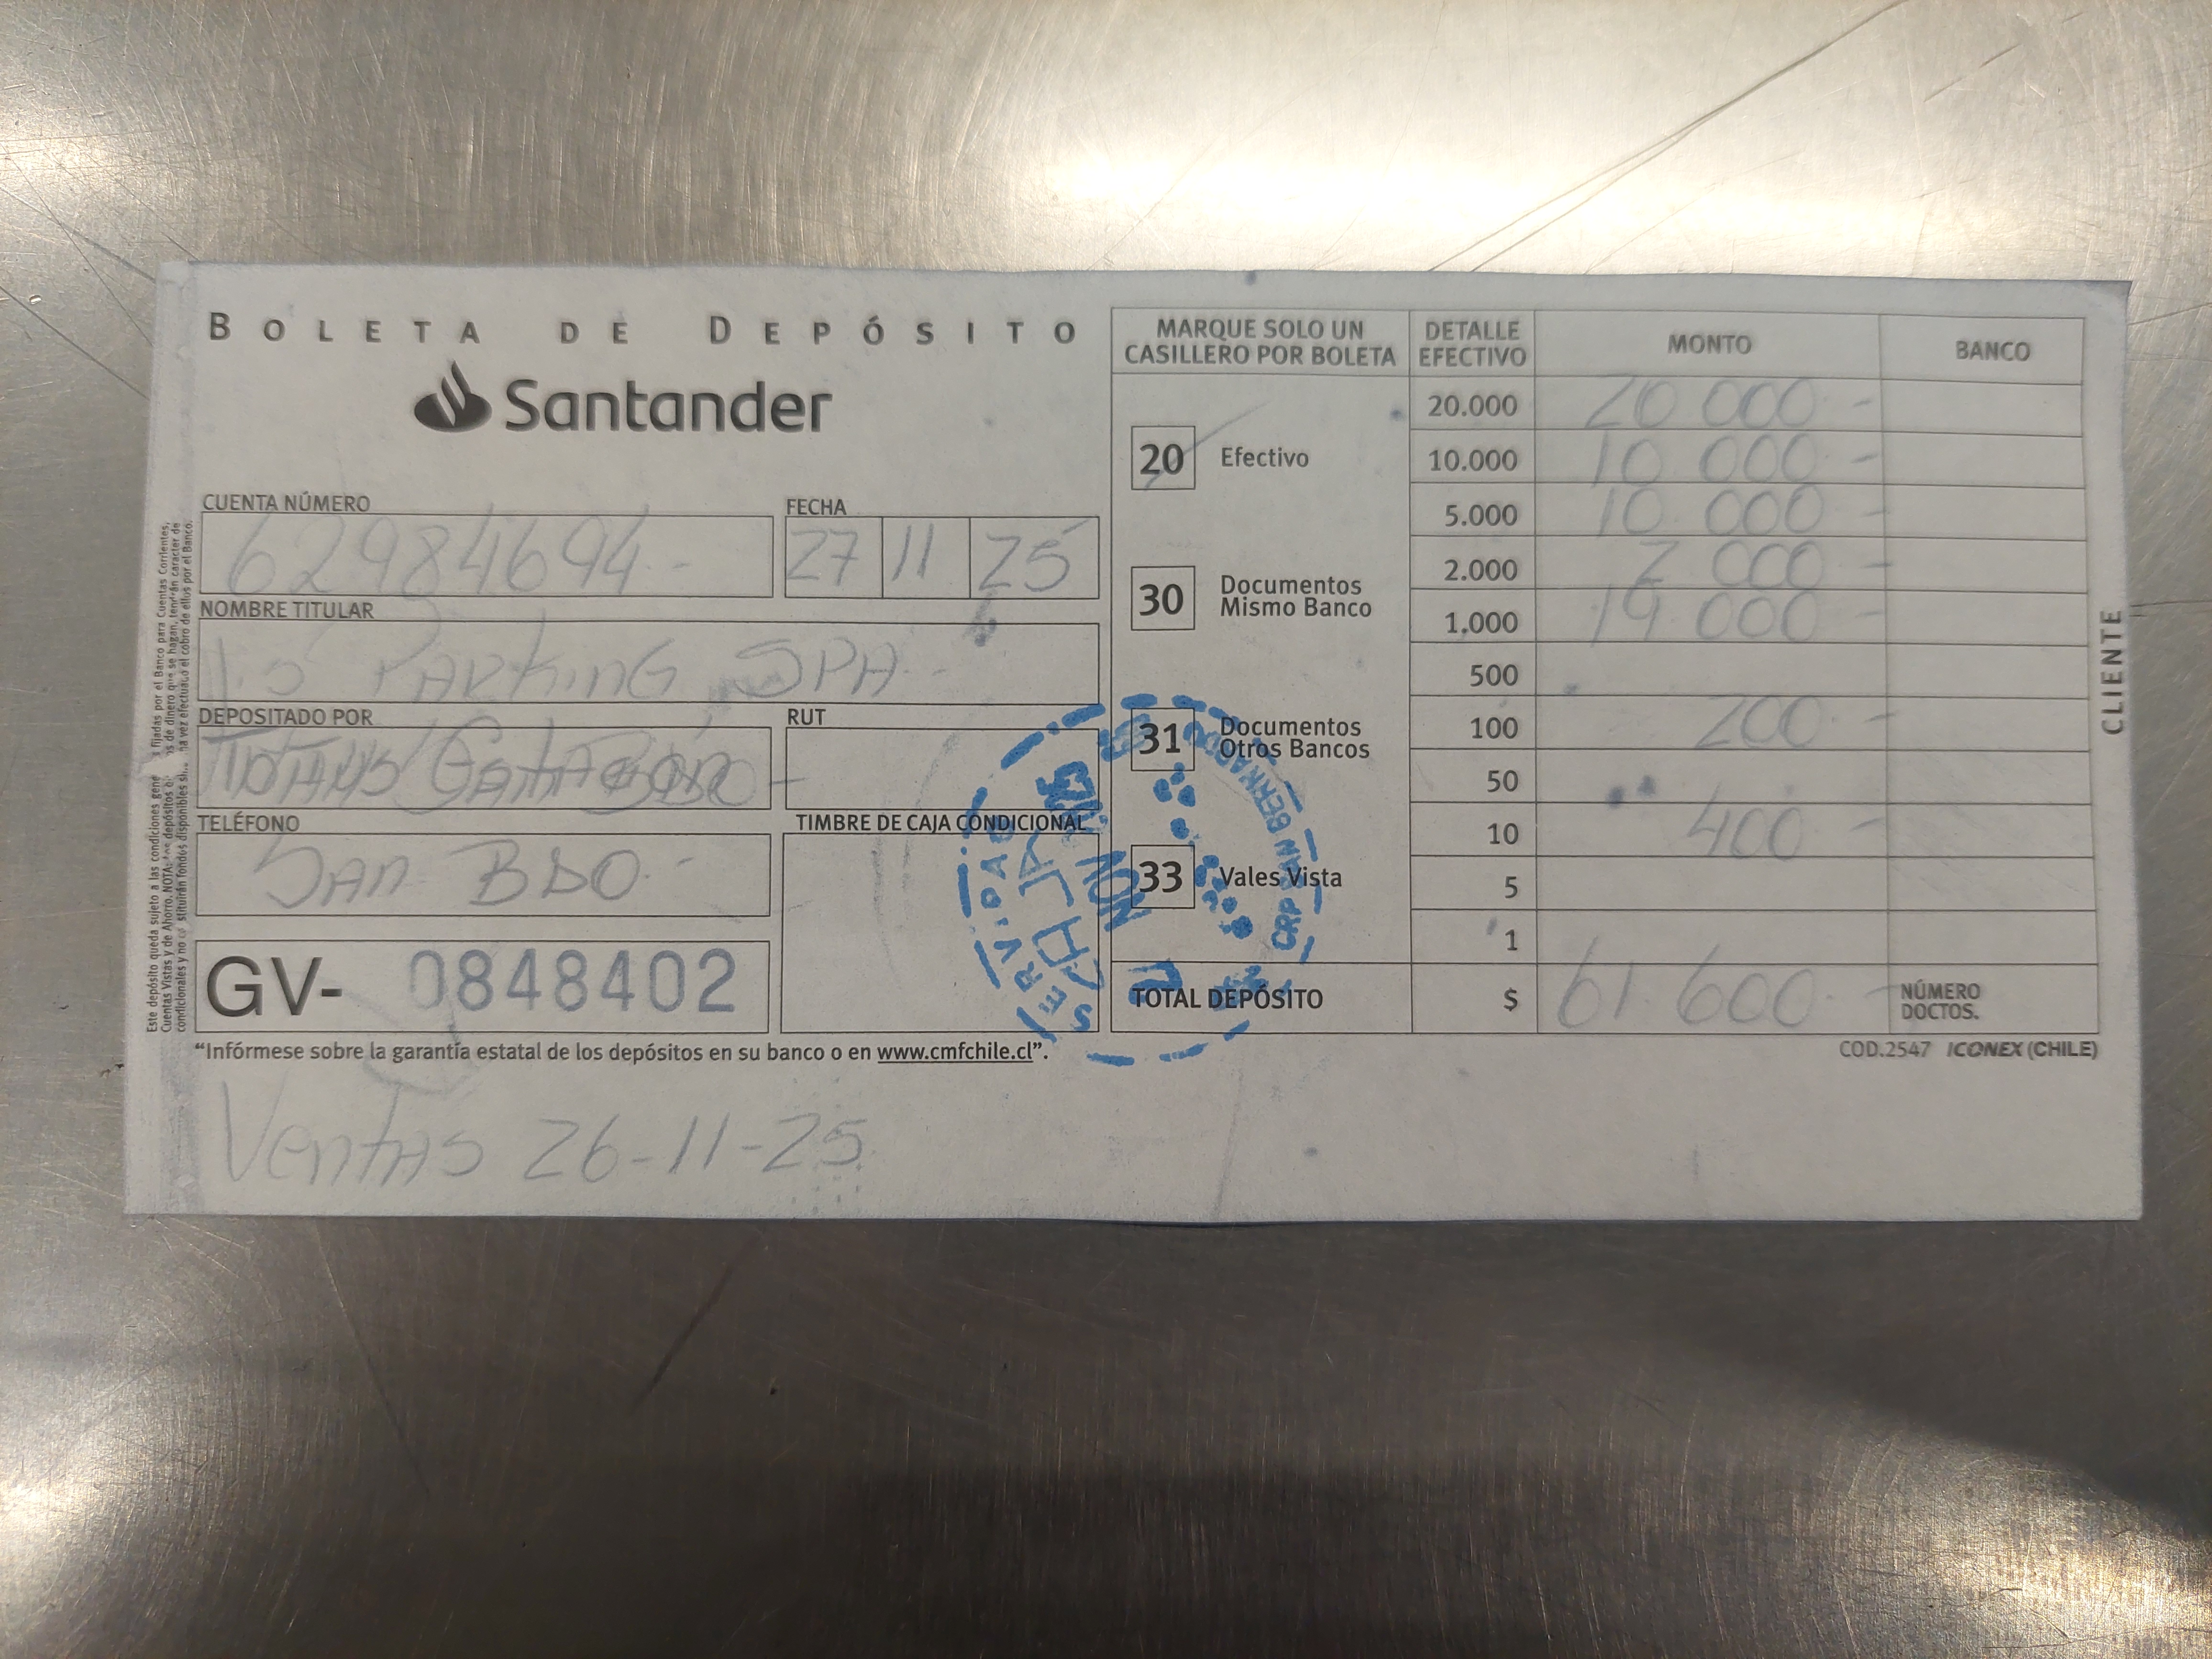 BOLETA DE DEPÓSITO
Santander
CUENTA NÚMERO
62984694.-
FECHA
27 11 25
NOMBRE TITULAR
PARKING SPA.-
DEPOSITADO POR
RUT
TELÉFONO
SAN BDO.-
TIMBRE DE CAJA CONDICIONAL
GV- 0848402
"Infórmese sobre la garantía estatal de los depósitos en su banco o en www.cmfchile.cl".
Ventas 26-11-25
MARQUE SOLO UN CASILLERO POR BOLETA
20 Efectivo
30 Documentos Mismo Banco
31 Documentos Otros Bancos
33 Vales Vista
DETALLE EFECTIVO MONTO BANCO
20.000 20 000.-
10.000 10 000.-
5.000 10 000.-
2.000 2 000.-
1.000 19.000.-
500
100 200.-
50
10 400.-
5
1
TOTAL DEPÓSITO $ 61.600.- NÚMERO DOCTOS.
COD.2547 ICONEX (CHILE)
CLIENTE